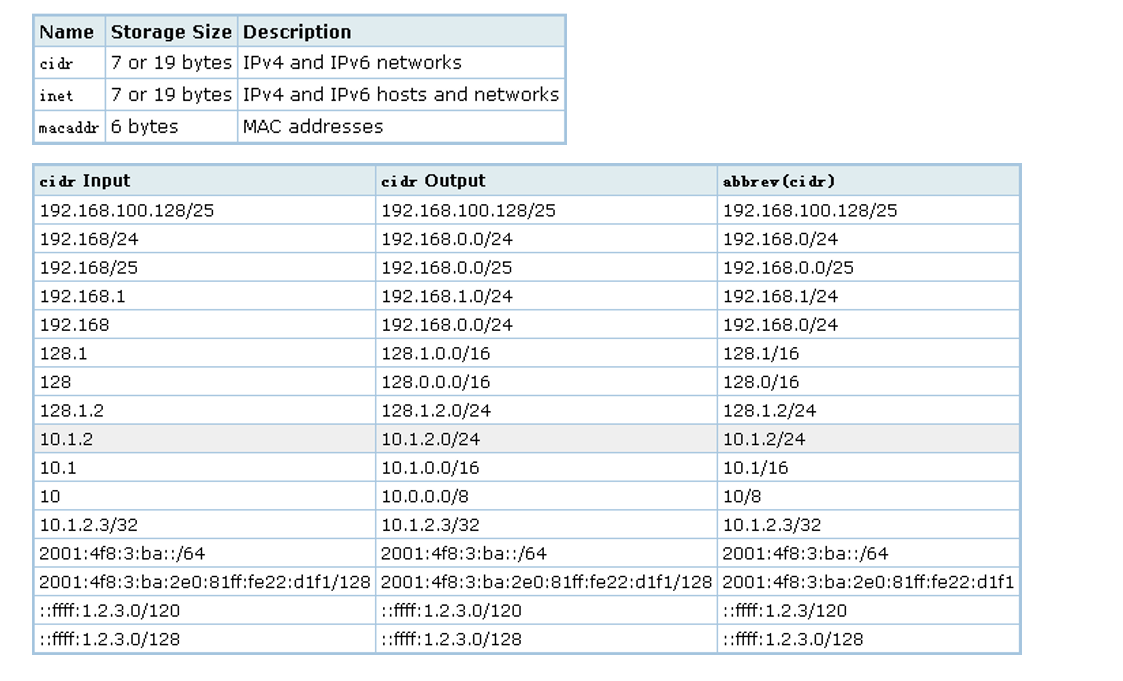 Name Storage Size Description
cidr 7 or 19 bytes IPv4 and IPv6 networks
inet 7 or 19 bytes IPv4 and IPv6 hosts and networks
macaddr 6 bytes MAC addresses
cidr Input cidr Output abbrev(cidr)
192.168.100.128/25 192.168.100.128/25 192.168.100.128/25
192.168/24 192.168.0.0/24 192.168.0/24
192.168/25 192.168.0.0/25 192.168.0.0/25
192.168.1 192.168.1.0/24 192.168.1/24
192.168 192.168.0.0/24 192.168.0/24
128.1 128.1.0.0/16 128.1/16
128 128.0.0.0/16 128.0/16
128.1.2 128.1.2.0/24 128.1.2/24
10.1.2 10.1.2.0/24 10.1.2/24
10.1 10.1.0.0/16 10.1/16
10 10.0.0.0/8 10/8
10.1.2.3/32 10.1.2.3/32 10.1.2.3/32
2001:4f8:3:ba::/64 2001:4f8:3:ba::/64 2001:4f8:3:ba::/64
2001:4f8:3:ba:2e0:81ff:fe22:d1f1/128 2001:4f8:3:ba:2e0:81ff:fe22:d1f1/128 2001:4f8:3:ba:2e0:81ff:fe22:d1f1
::ffff:1.2.3.0/120 ::ffff:1.2.3.0/120 ::ffff:1.2.3/120
::ffff:1.2.3.0/128 ::ffff:1.2.3.0/128 ::ffff:1.2.3.0/128